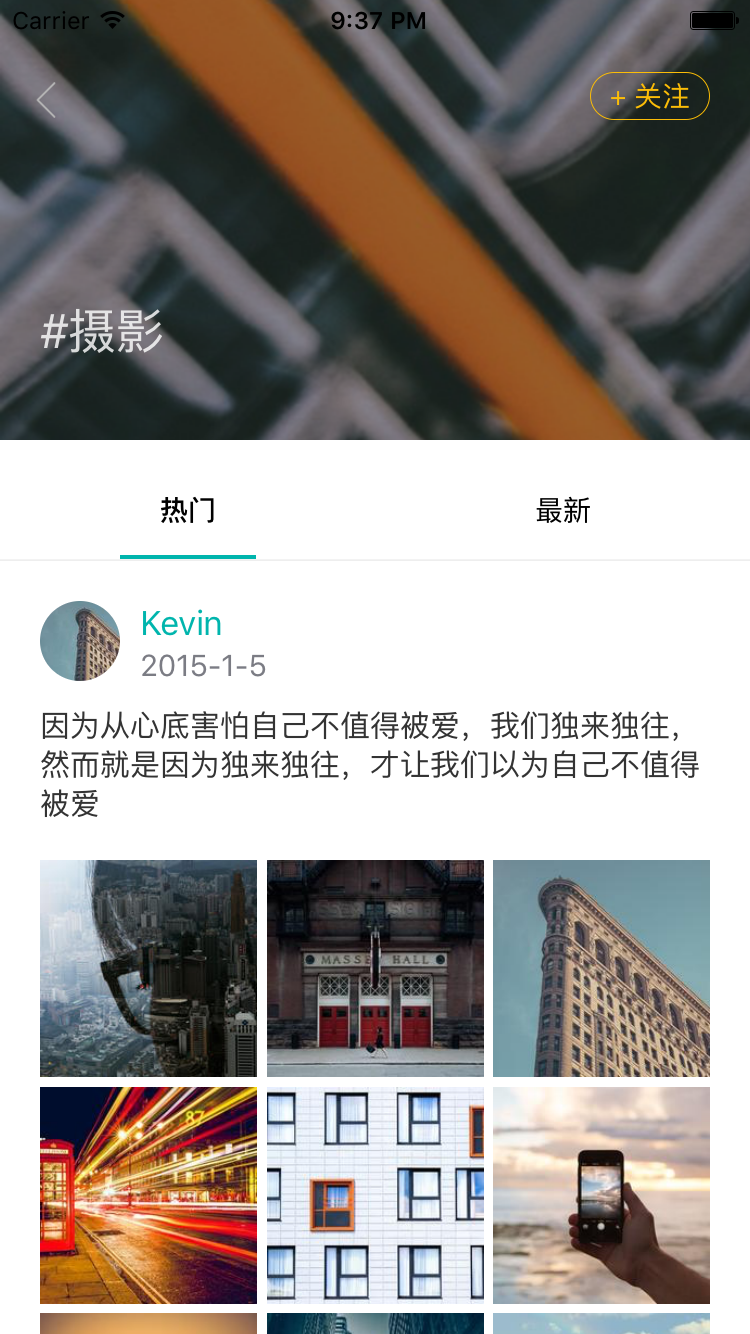 Carrier 9:37 PM
+ 关注
#摄影
热门 最新
Kevin
2015-1-5
因为从心底害怕自己不值得被爱，我们独来独往，
然而就是因为独来独往，才让我们以为自己不值得
被爱
MASSEY HALL
87